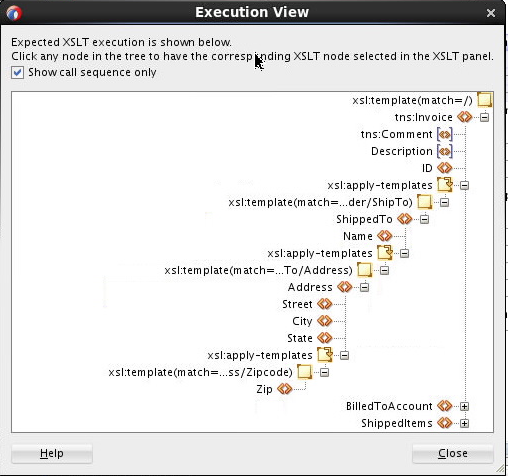 Execution View
Expected XSLT execution is shown below.
Click any node in the tree to have the corresponding XSLT node selected in the XSLT panel.
Show call sequence only
xsl:template(match=/)
tns:Invoice
tns:Comment
Description
ID
xsl:apply-templates
xsl:template(match=...der/ShipTo)
ShippedTo
Name
xsl:apply-templates
xsl:template(match=...To/Address)
Address
Street
City
State
xsl:apply-templates
xsl:template(match=...ss/Zipcode)
Zip
BilledToAccount
ShippedItems
Help Close